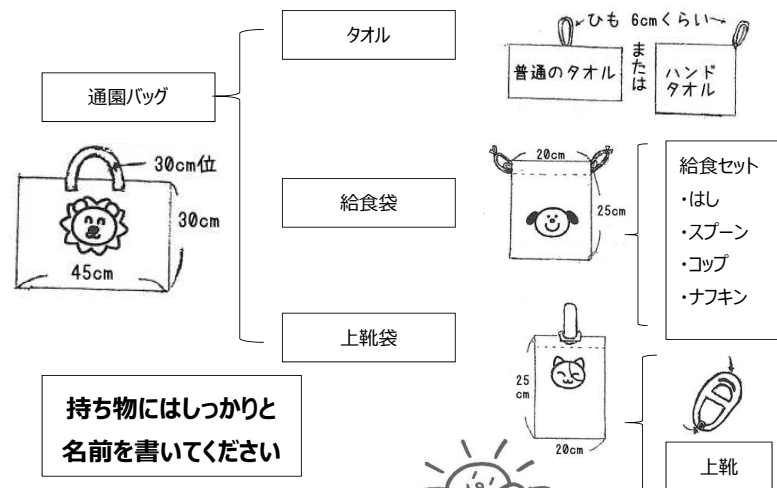 タオル
ひも 6cmくらい
普通のタオル
または
ハンド
タオル
通園バッグ
30cm位
30cm
45cm
給食袋
20cm
25cm
給食セット
・はし
・スプーン
・コップ
・ナフキン
上靴袋
25
cm
20cm
上靴
持ち物にはしっかりと
名前を書いてください